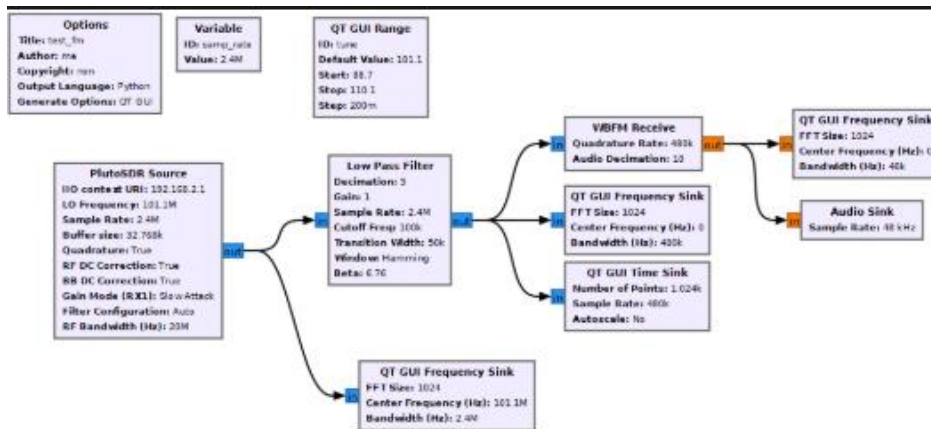 Options
Title: test_fm
Author: me
Copyright: non
Output Language: Python
Generate Options: QT GUI
Variable
ID: samp_rate
Value: 2.4M
QT GUI Range
ID: tune
Default Value: 101.1
Start: 88.7
Stop: 110.1
Step: 200m
PlutoSDR Source
IIO context URI: 192.168.2.1
LO Frequency: 101.1M
Sample Rate: 2.4M
Buffer size: 32.768k
Quadrature: True
RF DC Correction: True
BB DC Correction: True
Gain Mode (RX1): Slow Attack
Filter Configuration: Auto
RF Bandwidth (Hz): 20M
out
in
Low Pass Filter
Decimation: 5
Gain: 1
Sample Rate: 2.4M
Cutoff Freq: 100k
Transition Width: 50k
Window: Hamming
Beta: 6.76
out
in
WBFM Receive
Quadrature Rate: 480k
Audio Decimation: 10
out
in
QT GUI Frequency Sink
FFT Size: 1024
Center Frequency (Hz): 0
Bandwidth (Hz): 480k
in
QT GUI Time Sink
Number of Points: 1.024k
Sample Rate: 480k
Autoscale: No
in
QT GUI Frequency Sink
FFT Size: 1024
Center Frequency (Hz): 0
Bandwidth (Hz): 48k
in
Audio Sink
Sample Rate: 48 kHz
in
QT GUI Frequency Sink
FFT Size: 1024
Center Frequency (Hz): 101.1M
Bandwidth (Hz): 2.4M